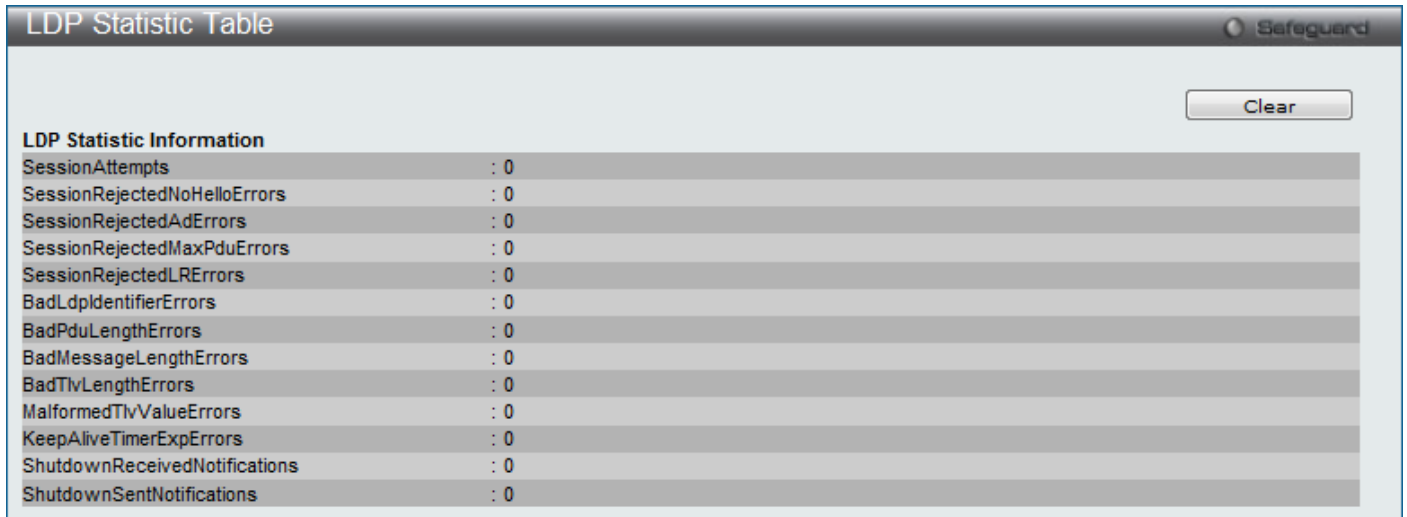 LDP Statistic Table
Safeguard
Clear
LDP Statistic Information
SessionAttempts : 0
SessionRejectedNoHelloErrors : 0
SessionRejectedAdErrors : 0
SessionRejectedMaxPduErrors : 0
SessionRejectedLRErrors : 0
BadLdpIdentifierErrors : 0
BadPduLengthErrors : 0
BadMessageLengthErrors : 0
BadTlvLengthErrors : 0
MalformedTlvValueErrors : 0
KeepAliveTimerExpErrors : 0
ShutdownReceivedNotifications : 0
ShutdownSentNotifications : 0